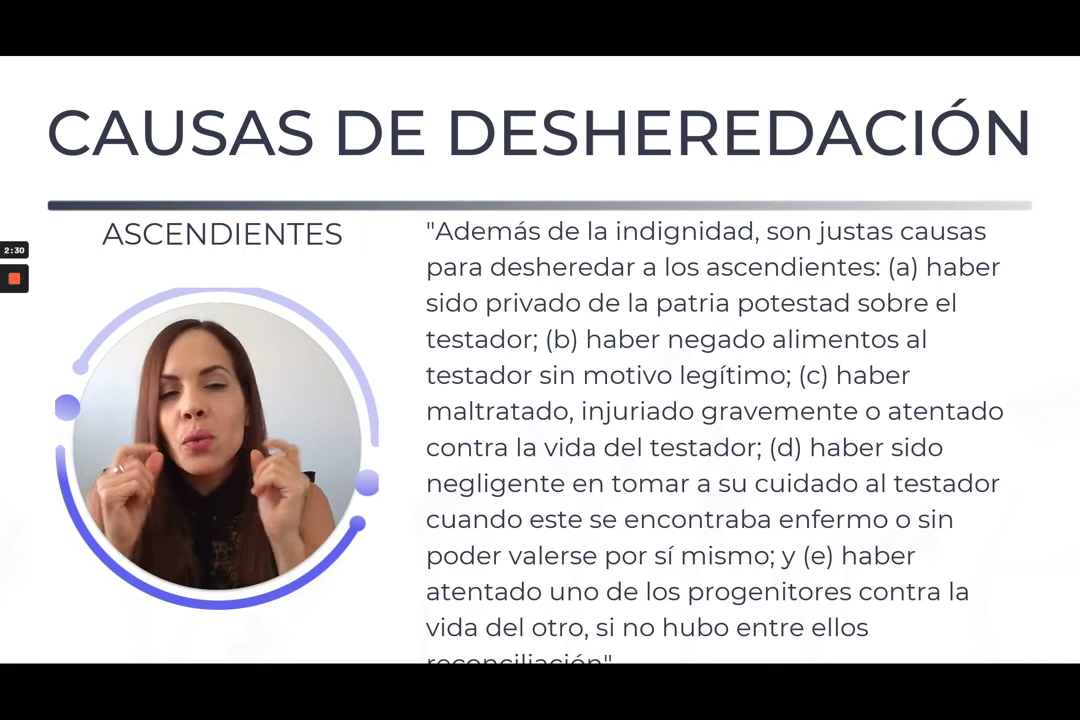 CAUSAS DE DESHEREDACIÓN
ASCENDIENTES
2:30
"Además de la indignidad, son justas causas
para desheredar a los ascendientes: (a) haber
sido privado de la patria potestad sobre el
testador; (b) haber negado alimentos al
testador sin motivo legítimo; (c) haber
maltratado, injuriado gravemente o atentado
contra la vida del testador; (d) haber sido
negligente en tomar a su cuidado al testador
cuando este se encontraba enfermo o sin
poder valerse por sí mismo; y (e) haber
atentado uno de los progenitores contra la
vida del otro, si no hubo entre ellos
reconciliación"